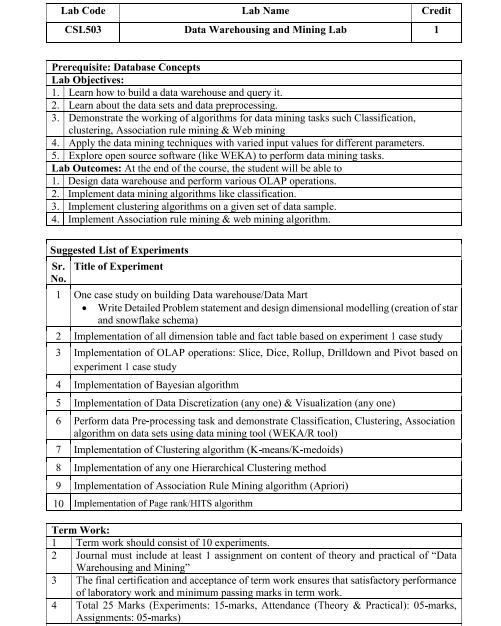 Lab Code Lab Name Credit
CSL503 Data Warehousing and Mining Lab 1
Prerequisite: Database Concepts
Lab Objectives:
1. Learn how to build a data warehouse and query it.
2. Learn about the data sets and data preprocessing.
3. Demonstrate the working of algorithms for data mining tasks such Classification,
clustering, Association rule mining & Web mining
4. Apply the data mining techniques with varied input values for different parameters.
5. Explore open source software (like WEKA) to perform data mining tasks.
Lab Outcomes: At the end of the course, the student will be able to
1. Design data warehouse and perform various OLAP operations.
2. Implement data mining algorithms like classification.
3. Implement clustering algorithms on a given set of data sample.
4. Implement Association rule mining & web mining algorithm.
Suggested List of Experiments
Sr. Title of Experiment
No.
1 One case study on building Data warehouse/Data Mart
• Write Detailed Problem statement and design dimensional modelling (creation of star
and snowflake schema)
2 Implementation of all dimension table and fact table based on experiment 1 case study
3 Implementation of OLAP operations: Slice, Dice, Rollup, Drilldown and Pivot based on
experiment 1 case study
4 Implementation of Bayesian algorithm
5 Implementation of Data Discretization (any one) & Visualization (any one)
6 Perform data Pre-processing task and demonstrate Classification, Clustering, Association
algorithm on data sets using data mining tool (WEKA/R tool)
7 Implementation of Clustering algorithm (K-means/K-medoids)
8 Implementation of any one Hierarchical Clustering method
9 Implementation of Association Rule Mining algorithm (Apriori)
10 Implementation of Page rank/HITS algorithm
Term Work:
1 Term work should consist of 10 experiments.
2 Journal must include at least 1 assignment on content of theory and practical of “Data
Warehousing and Mining”
3 The final certification and acceptance of term work ensures that satisfactory performance
of laboratory work and minimum passing marks in term work.
4 Total 25 Marks (Experiments: 15-marks, Attendance (Theory & Practical): 05-marks,
Assignments: 05-marks)